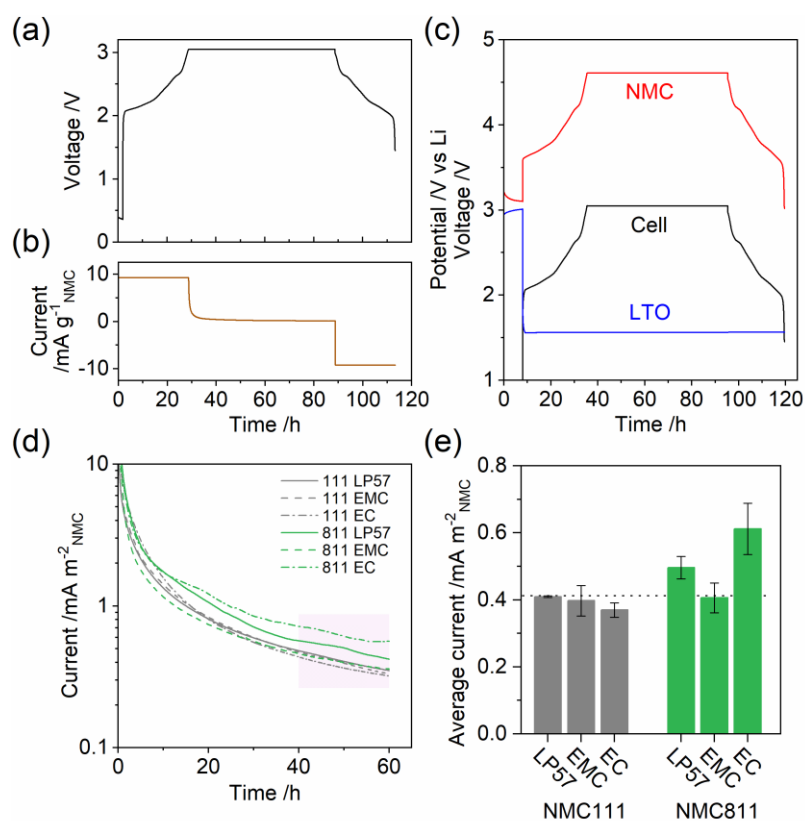 (a)
3
2
1
0
Voltage /V
(b)
10
0
-10
Current
/mA g⁻¹NMC
0 20 40 60 80 100 120
Time /h
(c)
5
4
3
2
1
Potential /V vs Li
Voltage /V
NMC
Cell
LTO
0 20 40 60 80 100 120
Time /h
(d)
10
1
0.1
Current /mA m⁻²NMC
111 LP57
111 EMC
111 EC
811 LP57
811 EMC
811 EC
0 20 40 60
Time /h
(e)
0.8
0.6
0.4
0.2
0.0
Average current /mA m⁻²NMC
LP57 EMC EC LP57 EMC EC
NMC111 NMC811